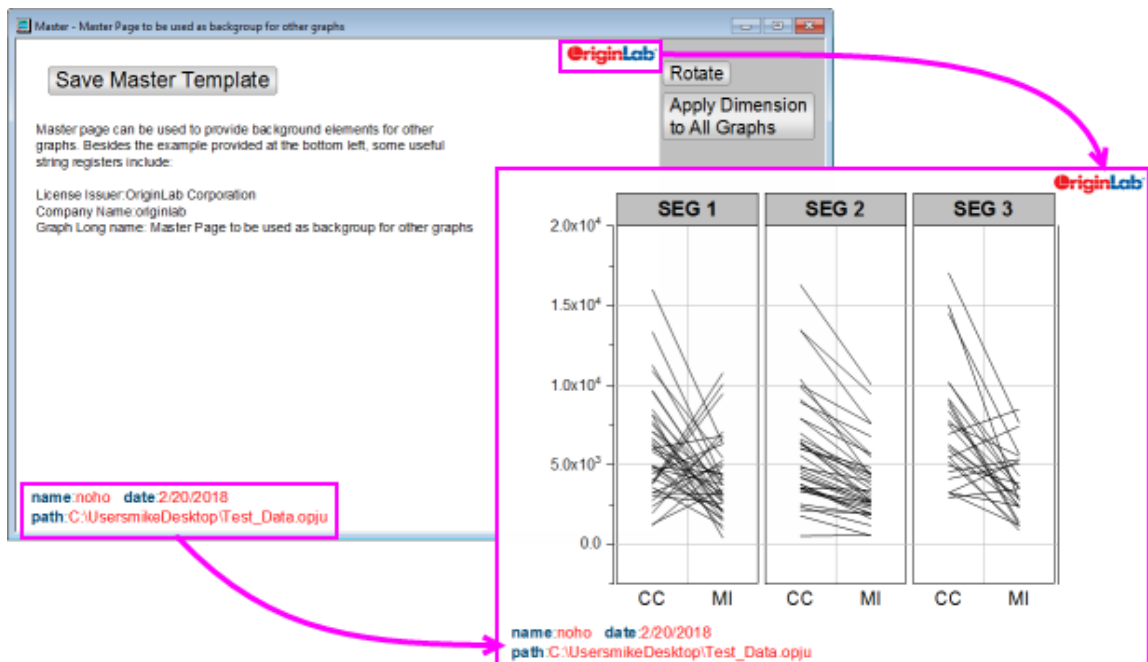 Master - Master Page to be used as backgroup for other graphs
OriginLab
Save Master Template
Rotate
Apply Dimension
to All Graphs
Master page can be used to provide background elements for other
graphs. Besides the example provided at the bottom left, some useful
string registers include:
License Issuer:OriginLab Corporation
Company Name:originlab
Graph Long name: Master Page to be used as backgroup for other graphs
name:noho date:2/20/2018
path:C:\UsersmikeDesktop\Test_Data.opju
OriginLab
SEG 1 SEG 2 SEG 3
2.0x10⁴
1.5x10⁴
1.0x10⁴
5.0x10³
0.0
CC MI CC MI CC MI
name:noho date:2/20/2018
path:C:\UsersmikeDesktop\Test_Data.opju